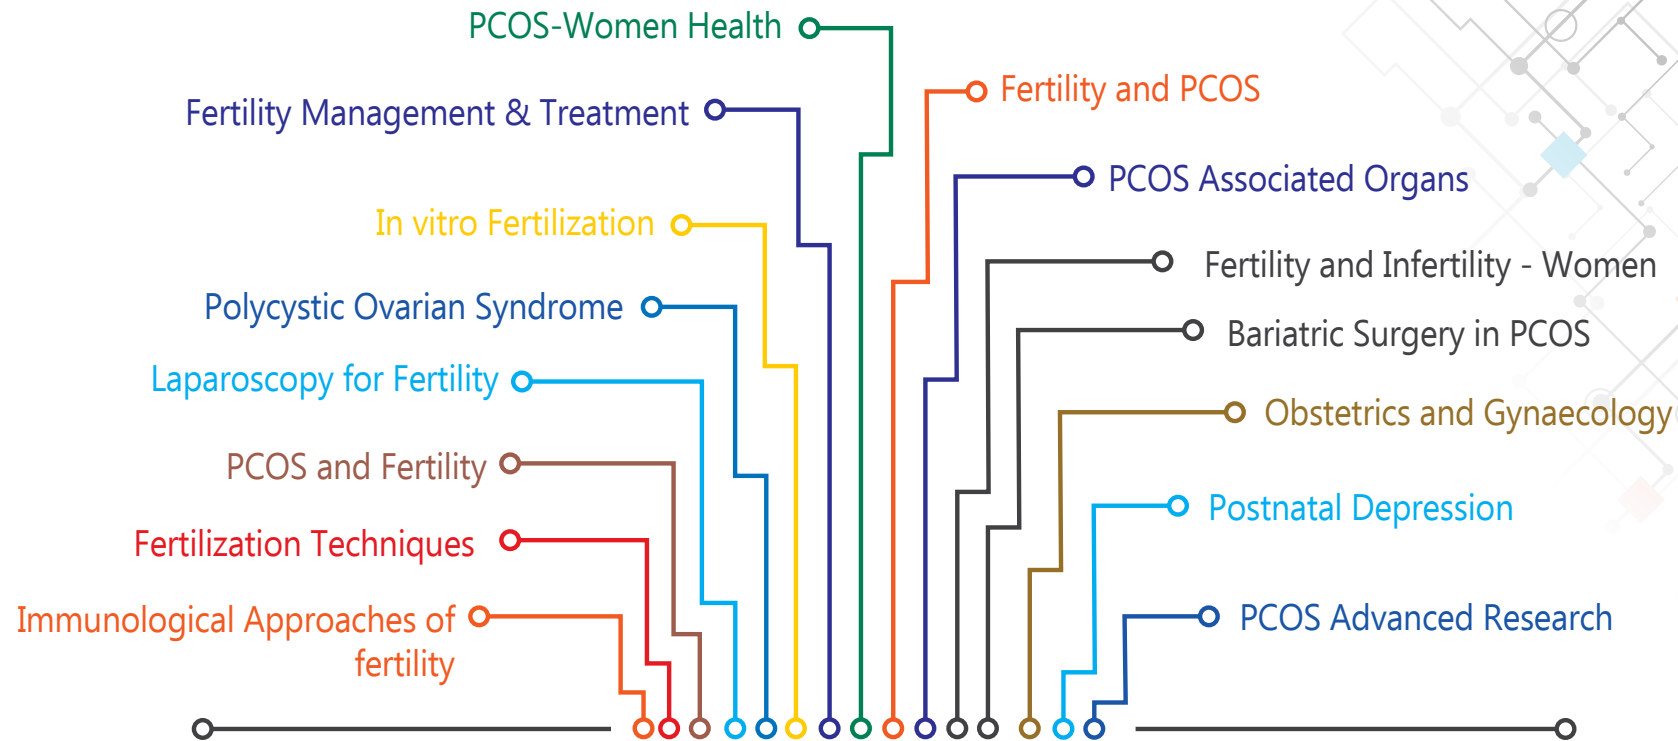 PCOS-Women Health
Fertility Management & Treatment
In vitro Fertilization
Polycystic Ovarian Syndrome
Laparoscopy for Fertility
PCOS and Fertility
Fertilization Techniques
Immunological Approaches of
fertility
Fertility and PCOS
PCOS Associated Organs
Fertility and Infertility - Women
Bariatric Surgery in PCOS
Obstetrics and Gynaecology
Postnatal Depression
PCOS Advanced Research